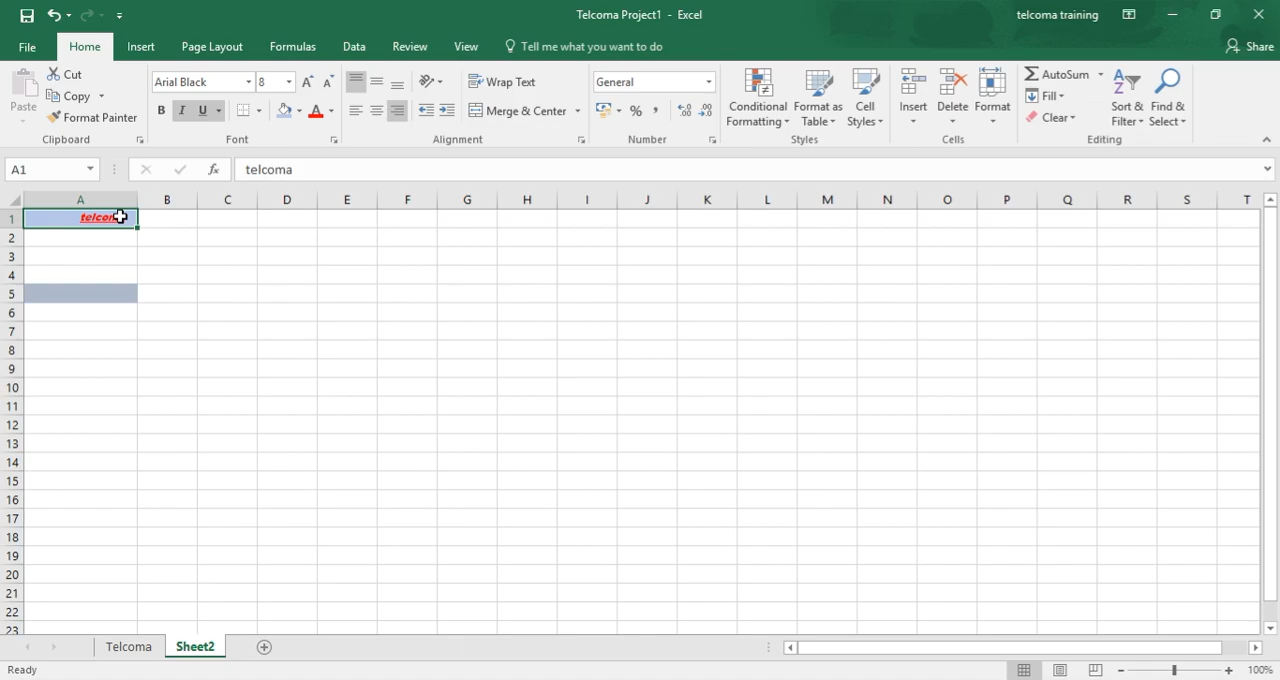 Telcoma Project1 - Excel
telcoma training
File Home Insert Page Layout Formulas Data Review View Tell me what you want to do Share
Paste
Cut
Copy
Format Painter
Clipboard
Arial Black 8
B I U
Font
Wrap Text
Merge & Center
Alignment
General
%
Number
Conditional Formatting
Format as Table
Cell Styles
Styles
Insert Delete Format
Cells
AutoSum
Fill
Clear
Sort & Filter
Find & Select
Editing
A1 fx telcoma
A B C D E F G H I J K L M N O P Q R S T
1
2
3
4
5
6
7
8
9
10
11
12
13
14
15
16
17
18
19
20
21
22
23
Telcoma Sheet2
Ready 100%